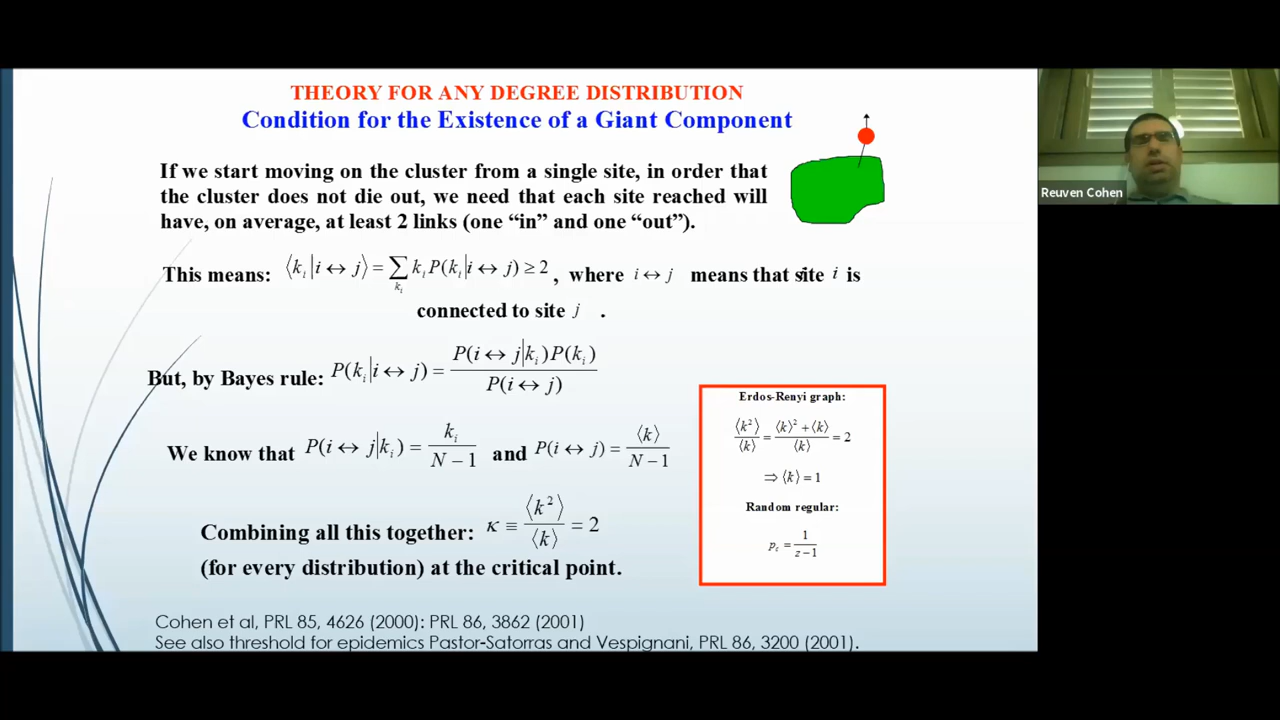 THEORY FOR ANY DEGREE DISTRIBUTION
Condition for the Existence of a Giant Component
If we start moving on the cluster from a single site, in order that
the cluster does not die out, we need that each site reached will
have, on average, at least 2 links (one “in” and one “out”).
This means: ⟨k_i|i ↔ j⟩ = ∑_{k_i} k_i P(k_i|i ↔ j) ≥ 2 , where i ↔ j means that site i is
connected to site j .
But, by Bayes rule: P(k_i|i ↔ j) = P(i ↔ j|k_i)P(k_i) / P(i ↔ j)
We know that P(i ↔ j|k_i) = k_i / (N − 1) and P(i ↔ j) = ⟨k⟩ / (N − 1)
Combining all this together: κ ≡ ⟨k²⟩ / ⟨k⟩ = 2
(for every distribution) at the critical point.
Erdos-Renyi graph:
⟨k²⟩ / ⟨k⟩ = (⟨k⟩² + ⟨k⟩) / ⟨k⟩ = 2
⇒ ⟨k⟩ = 1
Random regular:
p_c = 1 / (z − 1)
Cohen et al, PRL 85, 4626 (2000): PRL 86, 3862 (2001)
See also threshold for epidemics Pastor-Satorras and Vespignani, PRL 86, 3200 (2001).
Reuven Cohen